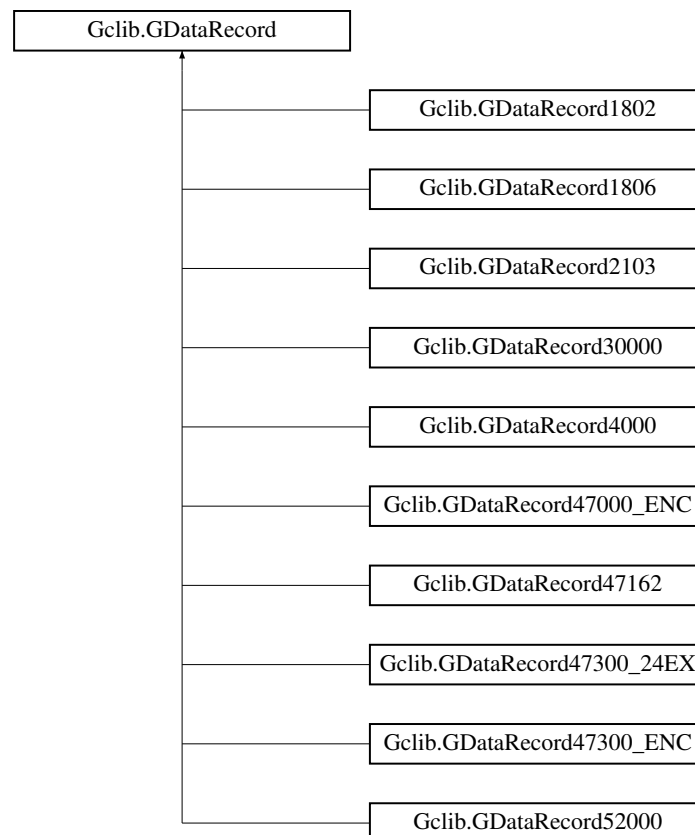 Gclib.GDataRecord
Gclib.GDataRecord1802
Gclib.GDataRecord1806
Gclib.GDataRecord2103
Gclib.GDataRecord30000
Gclib.GDataRecord4000
Gclib.GDataRecord47000_ENC
Gclib.GDataRecord47162
Gclib.GDataRecord47300_24EX
Gclib.GDataRecord47300_ENC
Gclib.GDataRecord52000